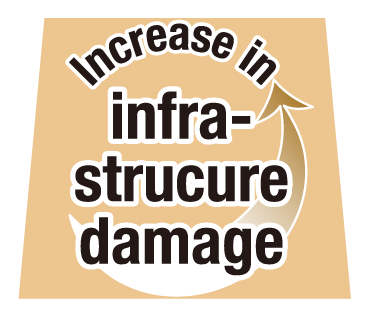 Increase in
infra-
strucure
damage